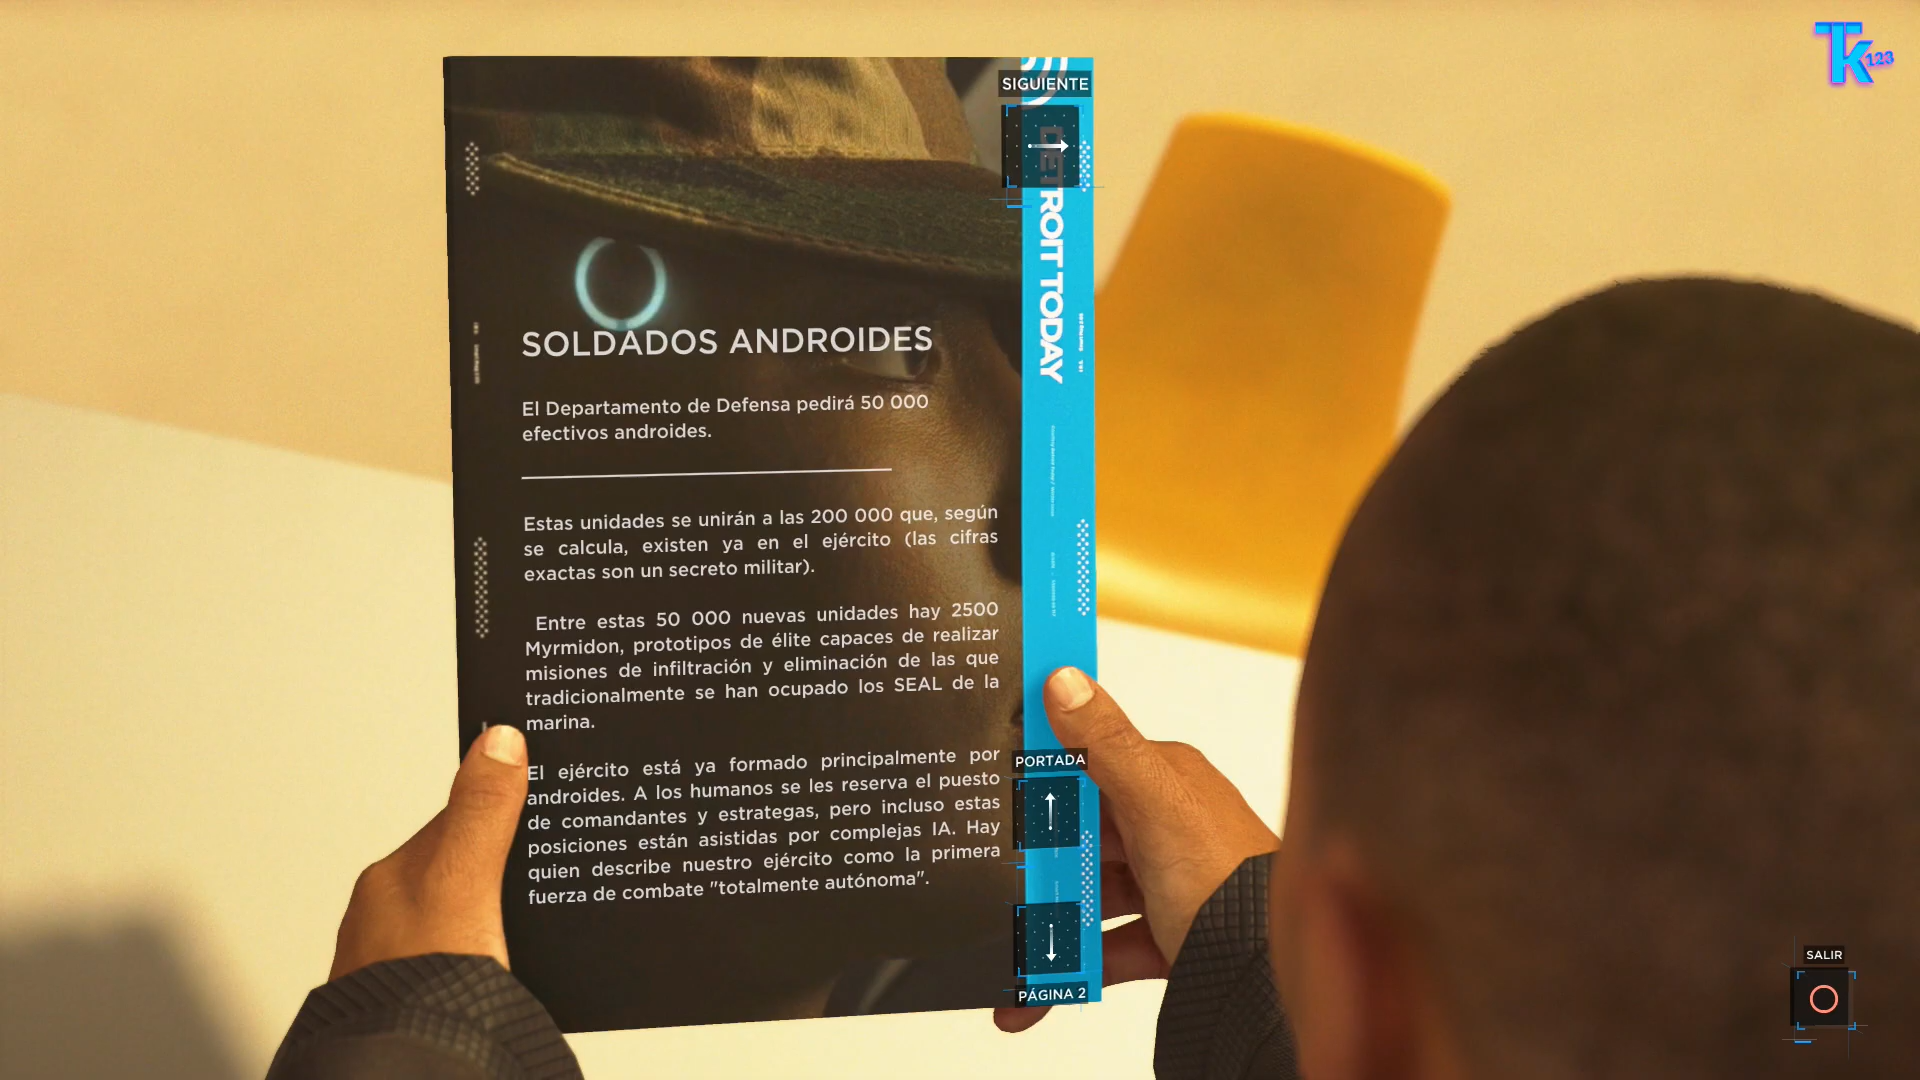 TK123
SIGUIENTE
DETROIT TODAY
SOLDADOS ANDROIDES
El Departamento de Defensa pedirá 50 000
efectivos androides.
Estas unidades se unirán a las 200 000 que, según
se calcula, existen ya en el ejército (las cifras
exactas son un secreto militar).
Entre estas 50 000 nuevas unidades hay 2500
Myrmidon, prototipos de élite capaces de realizar
misiones de infiltración y eliminación de las que
tradicionalmente se han ocupado los SEAL de la
marina.
El ejército está ya formado principalmente por
androides. A los humanos se les reserva el puesto
de comandantes y estrategas, pero incluso estas
posiciones están asistidas por complejas IA. Hay
quien describe nuestro ejército como la primera
fuerza de combate "totalmente autónoma".
PORTADA
PÁGINA 2
SALIR